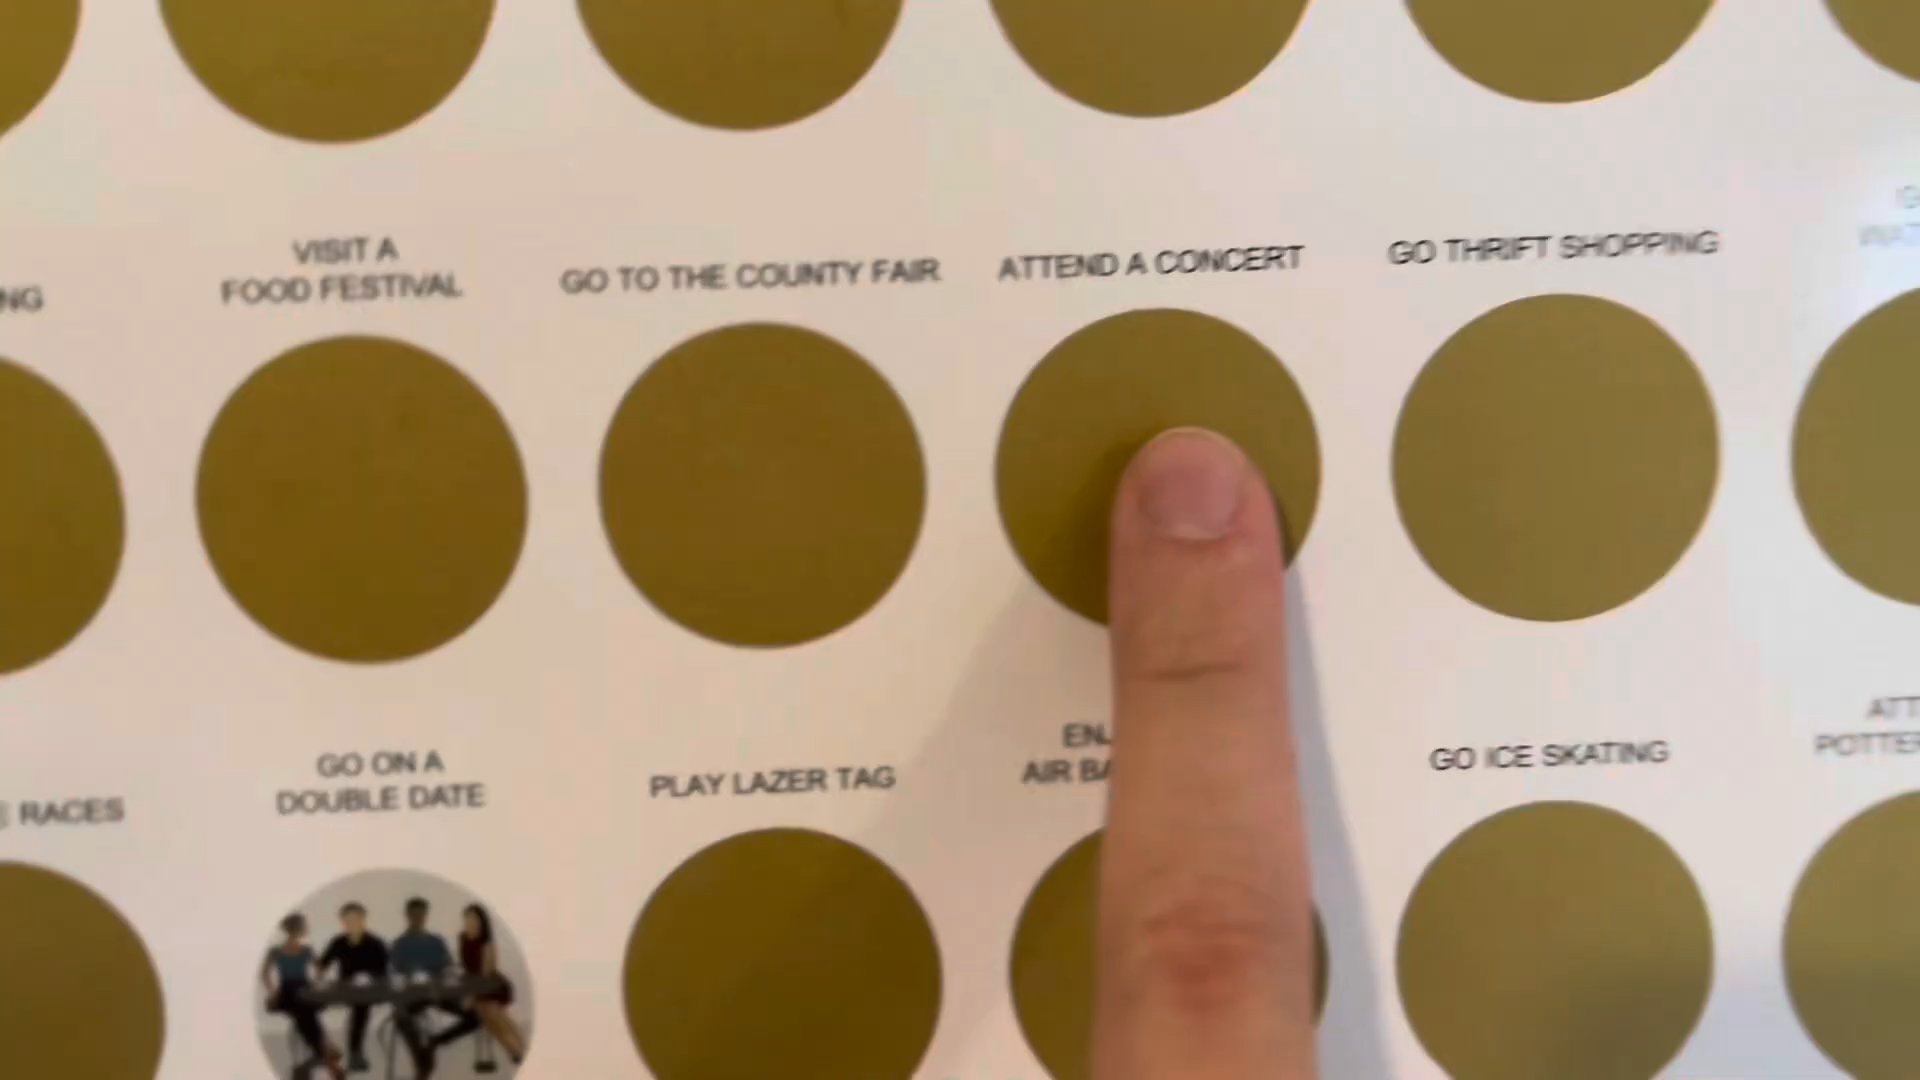 VISIT A
FOOD FESTIVAL
GO TO THE COUNTY FAIR
ATTEND A CONCERT
GO THRIFT SHOPPING
RACES
GO ON A
DOUBLE DATE
PLAY LAZER TAG
AIR
GO ICE SKATING